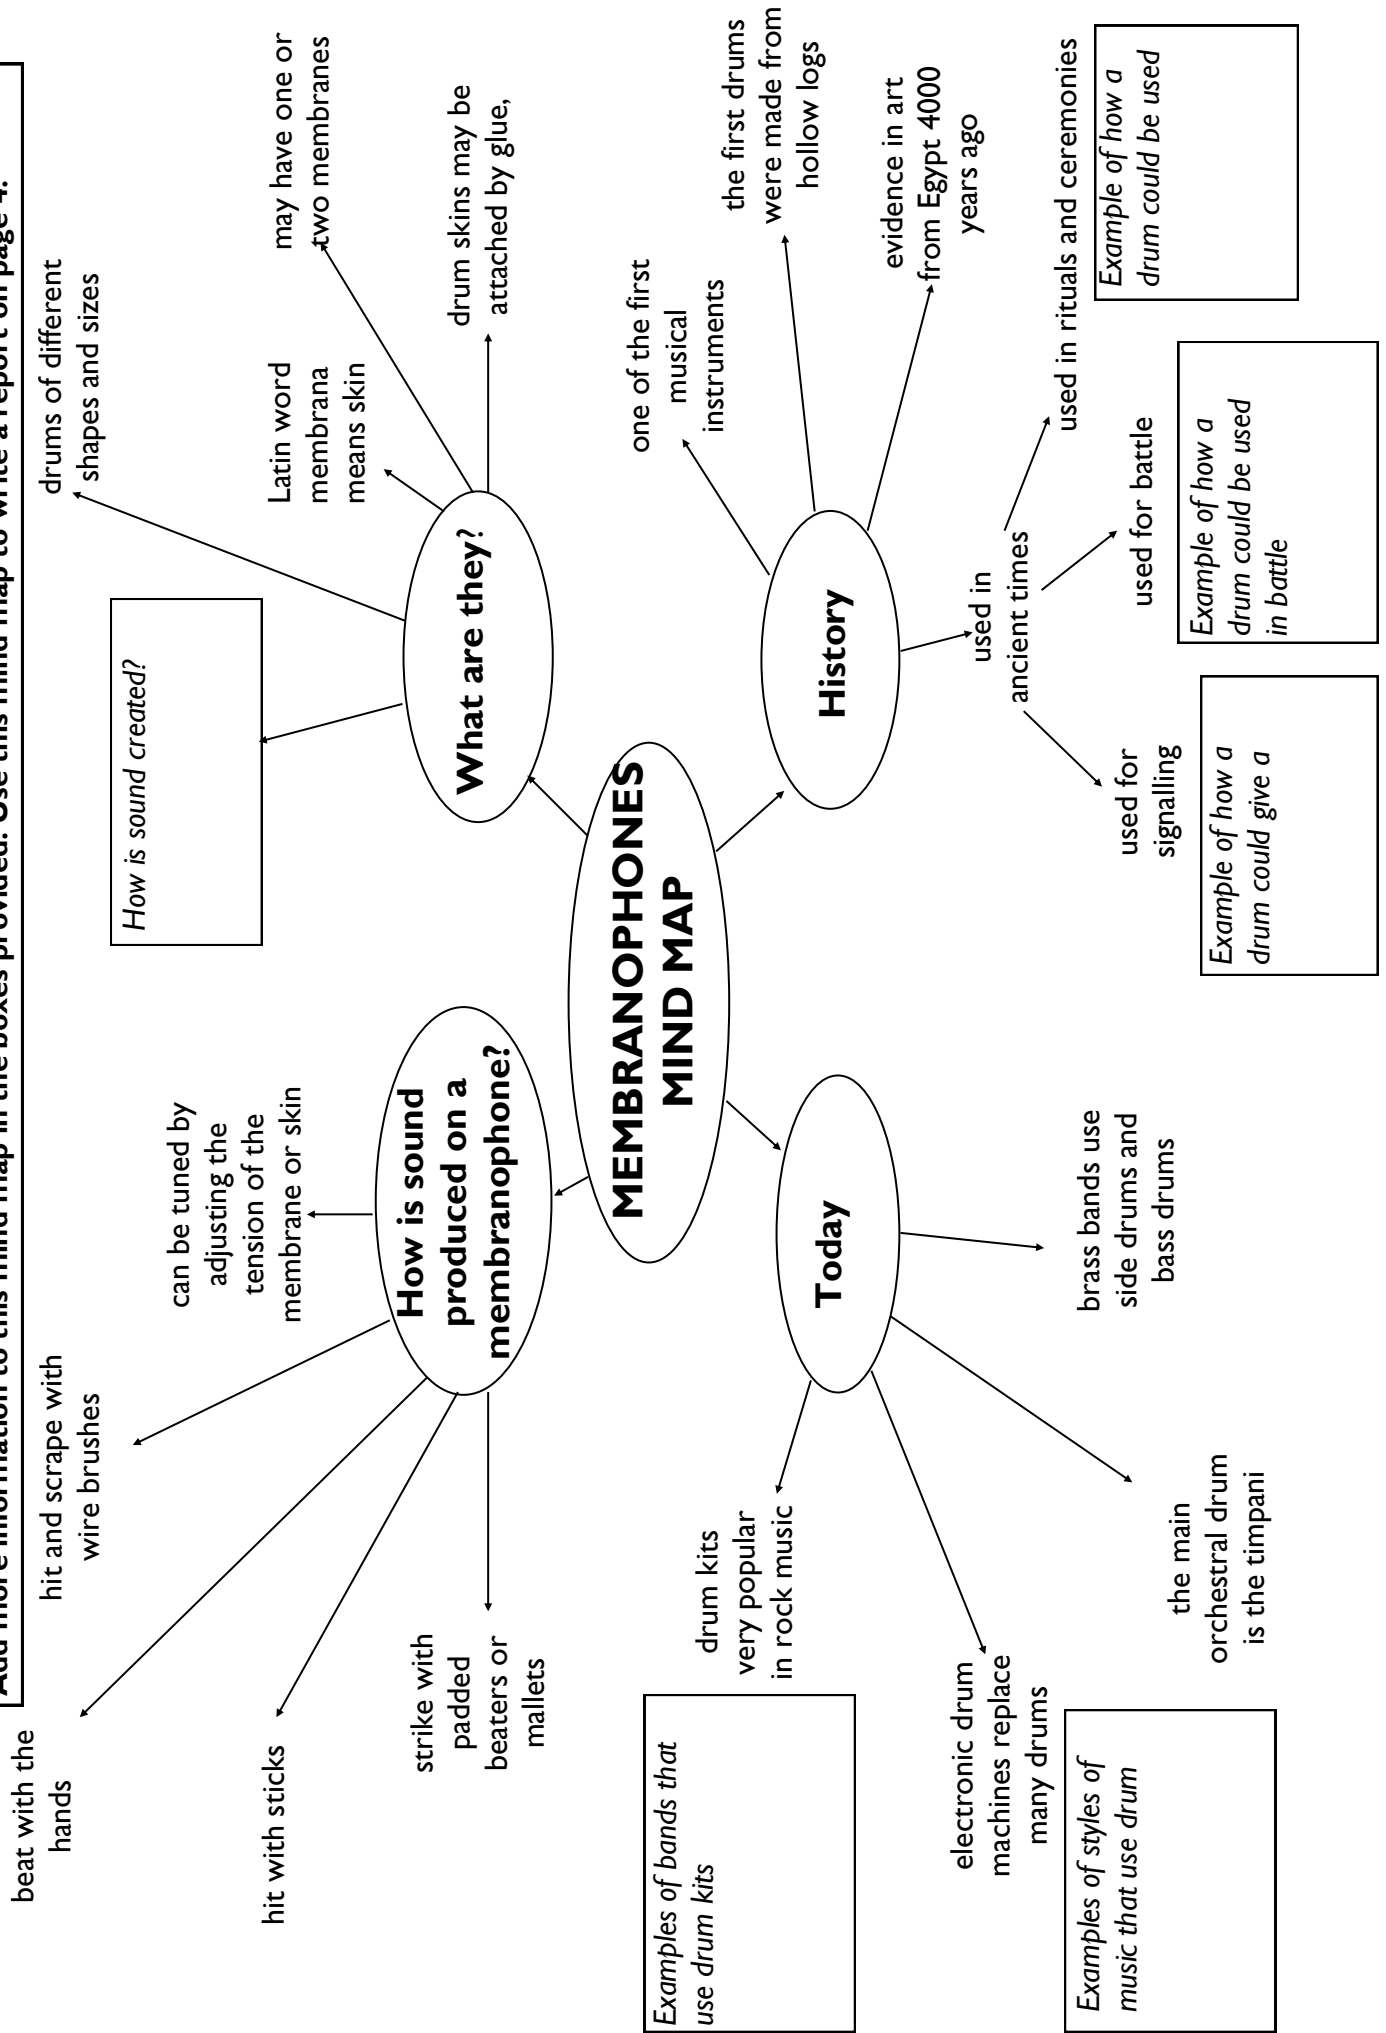 Add more information to this mind map in the boxes provided. Use this mind map to write a report on page 4.
beat with the
hands
hit and scrape with
wire brushes
can be tuned by
adjusting the
tension of the
membrane or skin
hit with sticks
strike with
padded
beaters or
mallets
How is sound
produced on a
membranophone?
How is sound created?
drums of different
shapes and sizes
Latin word
membrana
means skin
may have one or
two membranes
drum skins may be
attached by glue,
What are they?
MEMBRANOPHONES
MIND MAP
Examples of bands that
use drum kits
drum kits
very popular
in rock music
Today
electronic drum
machines replace
many drums
Examples of styles of
music that use drum
the main
orchestral drum
is the timpani
brass bands use
side drums and
bass drums
History
one of the first
musical
instruments
the first drums
were made from
hollow logs
evidence in art
from Egypt 4000
years ago
used in
ancient times
used for
signalling
Example of how a
drum could give a
used for battle
Example of how a
drum could be used
in battle
used in rituals and ceremonies
Example of how a
drum could be used